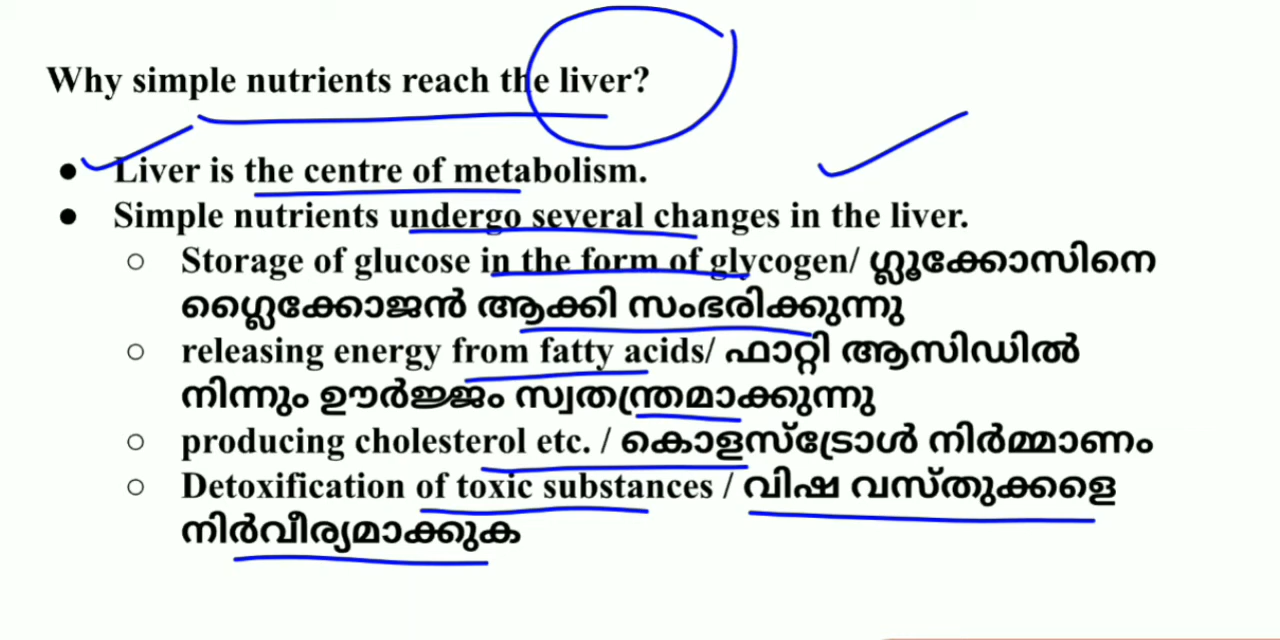 Why simple nutrients reach the liver?
● Liver is the centre of metabolism.
● Simple nutrients undergo several changes in the liver.
○ Storage of glucose in the form of glycogen/ ഗ്ലൂക്കോസിനെ
ഗ്ലൈക്കോജൻ ആക്കി സംഭരിക്കുന്നു
○ releasing energy from fatty acids/ ഫാറ്റി ആസിഡിൽ
നിന്നും ഊർജ്ജം സ്വതന്ത്രമാക്കുന്നു
○ producing cholesterol etc. / കൊളസ്ട്രോൾ നിർമ്മാണം
○ Detoxification of toxic substances / വിഷ വസ്തുക്കളെ
നിർവീര്യമാക്കുക